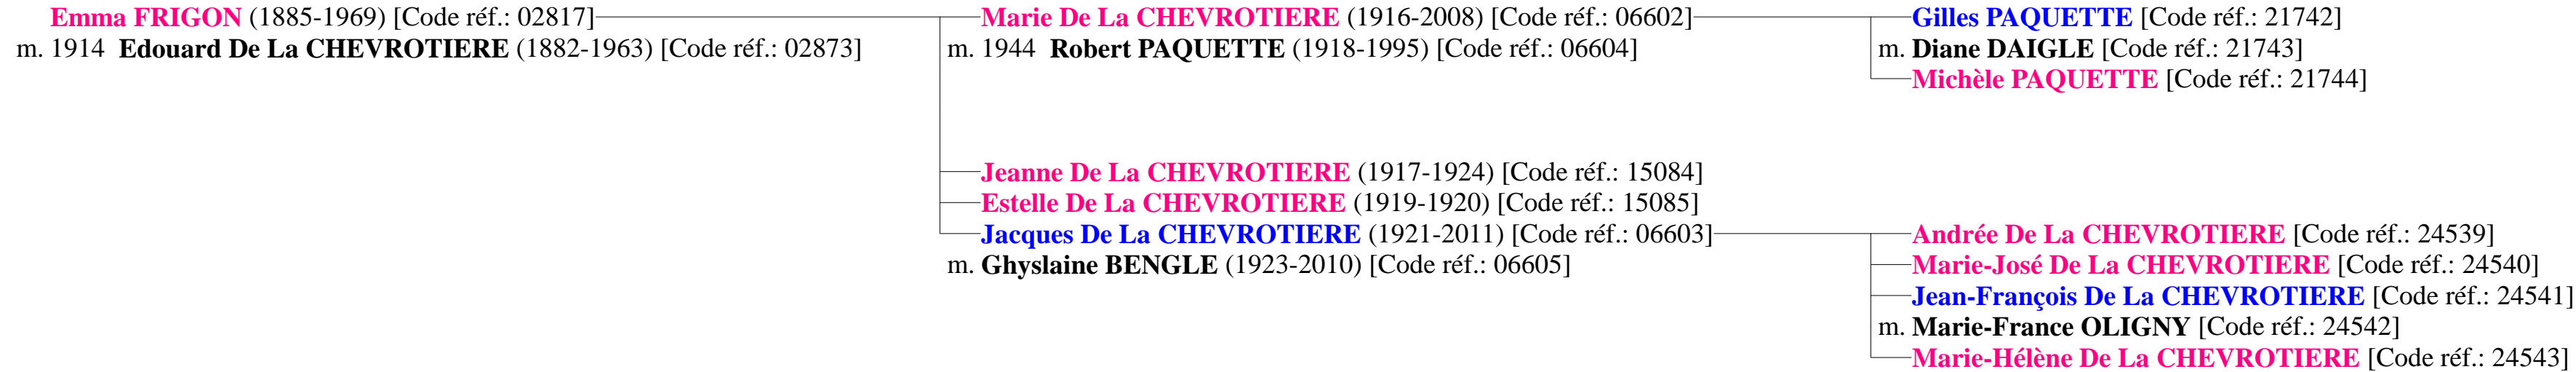 Emma FRIGON (1885-1969) [Code réf.: 02817]
m. 1914 Edouard De La CHEVROTIERE (1882-1963) [Code réf.: 02873]
Marie De La CHEVROTIERE (1916-2008) [Code réf.: 06602]
m. 1944 Robert PAQUETTE (1918-1995) [Code réf.: 06604]
Gilles PAQUETTE [Code réf.: 21742]
m. Diane DAIGLE [Code réf.: 21743]
Michèle PAQUETTE [Code réf.: 21744]
Jeanne De La CHEVROTIERE (1917-1924) [Code réf.: 15084]
Estelle De La CHEVROTIERE (1919-1920) [Code réf.: 15085]
Jacques De La CHEVROTIERE (1921-2011) [Code réf.: 06603]
m. Ghyslaine BENGLE (1923-2010) [Code réf.: 06605]
Andrée De La CHEVROTIERE [Code réf.: 24539]
Marie-José De La CHEVROTIERE [Code réf.: 24540]
Jean-François De La CHEVROTIERE [Code réf.: 24541]
m. Marie-France OLIGNY [Code réf.: 24542]
Marie-Hélène De La CHEVROTIERE [Code réf.: 24543]